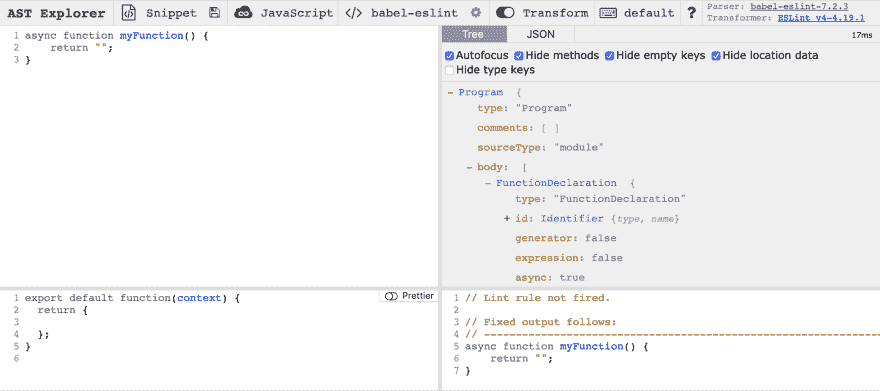 AST Explorer Snippet JavaScript </> babel-eslint Transform default ? Parser: babel-eslint-7.2.3
Transformer: ESLint v4-4.19.1
1 async function myFunction() {
2 return "";
3 }
Tree JSON 17ms
Autofocus Hide methods Hide empty keys Hide location data
Hide type keys
- Program {
type: "Program"
comments: [ ]
sourceType: "module"
- body: [
- FunctionDeclaration {
type: "FunctionDeclaration"
+ id: Identifier {type, name}
generator: false
expression: false
async: true
Prettier
1 export default function(context) {
2 return {
3
4 };
5 }
6
1 // Lint rule not fired.
2
3 // Fixed output follows:
4 // --------------------------------------------------------------------------------
5 async function myFunction() {
6 return "";
7 }